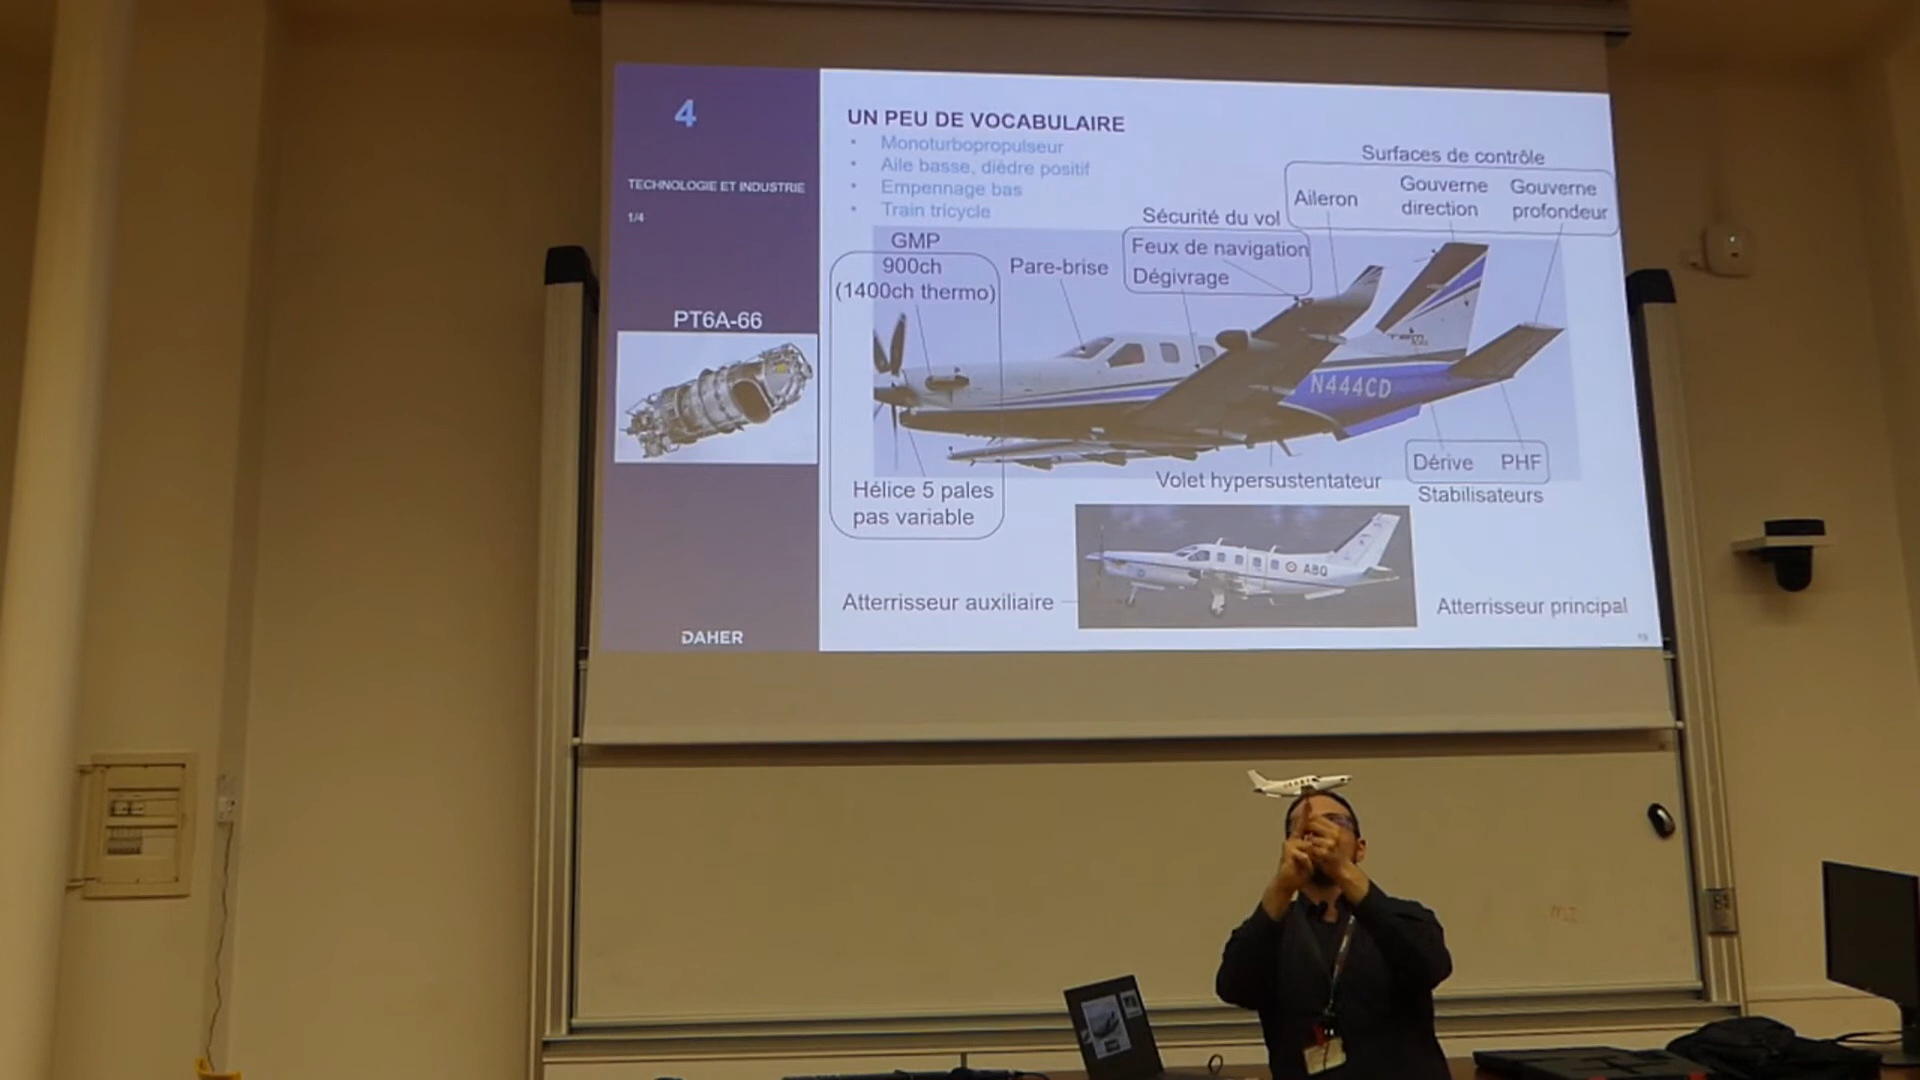 4
TECHNOLOGIE ET INDUSTRIE
1/4
PT6A-66
DAHER
UN PEU DE VOCABULAIRE
• Monoturbopropulseur
• Aile basse, dièdre positif
• Empennage bas
• Train tricycle
GMP
900ch
(1400ch thermo)
Pare-brise
Sécurité du vol
Feux de navigation
Dégivrage
Surfaces de contrôle
Aileron
Gouverne
direction
Gouverne
profondeur
N444CD
Hélice 5 pales
pas variable
Volet hypersustentateur
Dérive
PHF
Stabilisateurs
ABQ
Atterrisseur auxiliaire
Atterrisseur principal